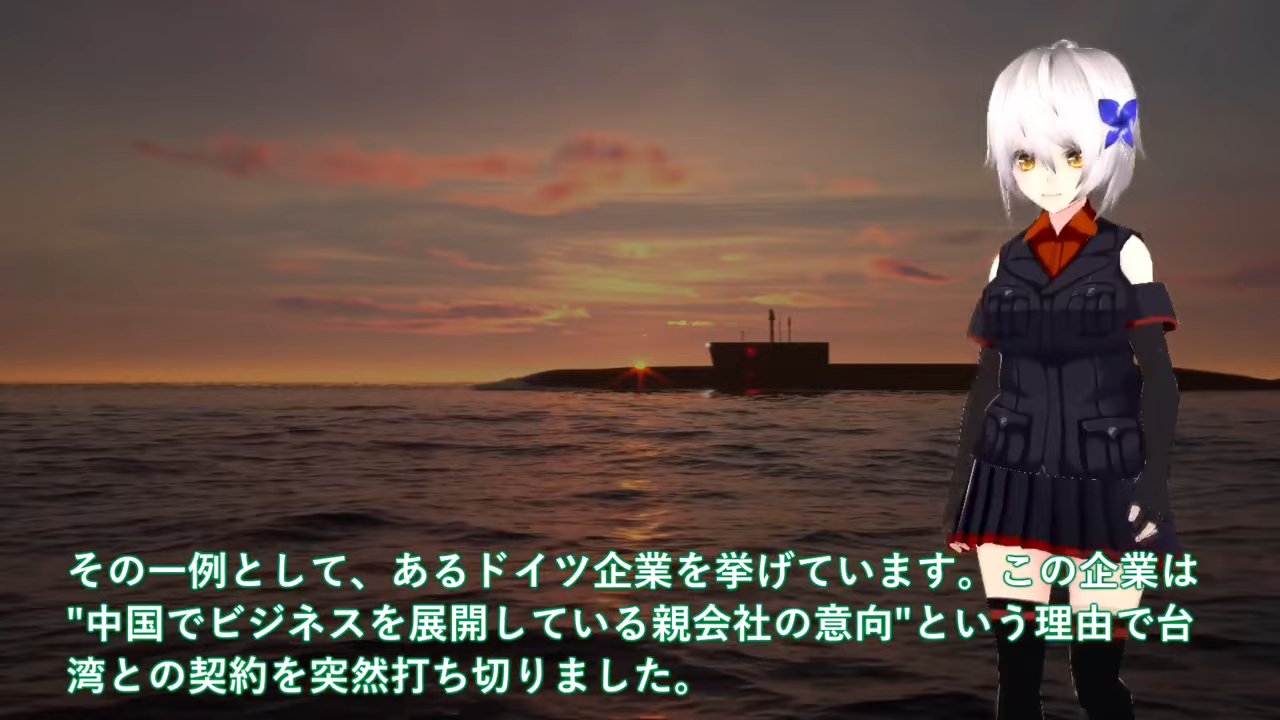 その一例として、あるドイツ企業を挙げています。 この企業は
"中国でビジネスを展開している親会社の意向"という理由で台
湾との契約を突然打ち切りました。